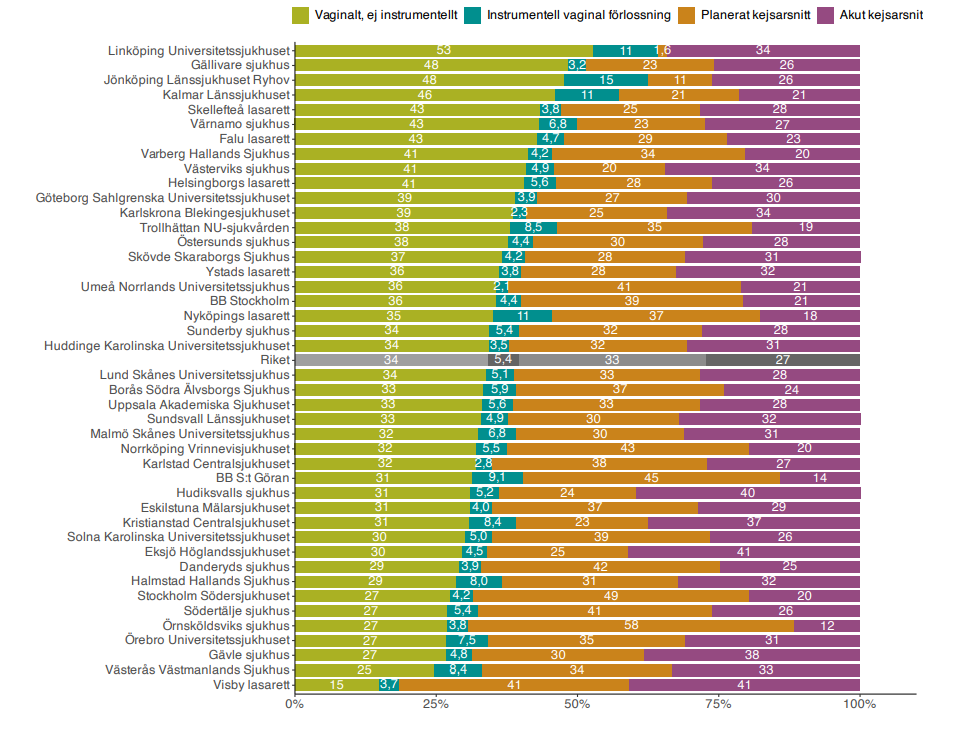 Vaginalt, ej instrumentellt Instrumentell vaginal förlossning Planerat kejsarsnitt Akut kejsarsnit
Linköping Universitetssjukhuset 53 11 1,6 34
Gällivare sjukhus 48 3,2 23 26
Jönköping Länssjukhuset Ryhov 48 15 11 26
Kalmar Länssjukhuset 46 11 21 21
Skellefteå lasarett 43 3,8 25 28
Värnamo sjukhus 43 6,8 23 27
Falu lasarett 43 4,7 29 23
Varberg Hallands Sjukhus 41 4,2 34 20
Västerviks sjukhus 41 4,9 20 34
Helsingborgs lasarett 41 5,6 28 26
Göteborg Sahlgrenska Universitetssjukhus 39 3,9 27 30
Karlskrona Blekingesjukhuset 39 2,3 25 34
Trollhättan NU-sjukvården 38 8,5 35 19
Östersunds sjukhus 38 4,4 30 28
Skövde Skaraborgs Sjukhus 37 4,2 28 31
Ystads lasarett 36 3,8 28 32
Umeå Norrlands Universitetssjukhus 36 2,1 41 21
BB Stockholm 36 4,4 39 21
Nyköpings lasarett 35 11 37 18
Sunderby sjukhus 34 5,4 32 28
Huddinge Karolinska Universitetssjukhuset 34 3,5 32 31
Riket 34 5,4 33 27
Lund Skånes Universitetssjukhus 34 5,1 33 28
Borås Södra Älvsborgs Sjukhus 33 5,9 37 24
Uppsala Akademiska Sjukhuset 33 5,6 33 28
Sundsvall Länssjukhuset 33 4,9 30 32
Malmö Skånes Universitetssjukhus 32 6,8 30 31
Norrköping Vrinnevisjukhuset 32 5,5 43 20
Karlstad Centralsjukhuset 32 2,8 38 27
BB S:t Göran 31 9,1 45 14
Hudiksvalls sjukhus 31 5,2 24 40
Eskilstuna Mälarsjukhuset 31 4,0 37 29
Kristianstad Centralsjukhuset 31 8,4 23 37
Solna Karolinska Universitetssjukhuset 30 5,0 39 26
Eksjö Höglandssjukhuset 30 4,5 25 41
Danderyds sjukhus 29 3,9 42 25
Halmstad Hallands Sjukhus 29 8,0 31 32
Stockholm Södersjukhuset 27 4,2 49 20
Södertälje sjukhus 27 5,4 41 26
Örnsköldsviks sjukhus 27 3,8 58 12
Örebro Universitetssjukhuset 27 7,5 35 31
Gävle sjukhus 27 4,8 30 38
Västerås Västmanlands Sjukhus 25 8,4 34 33
Visby lasarett 15 3,7 41 41
0% 25% 50% 75% 100%